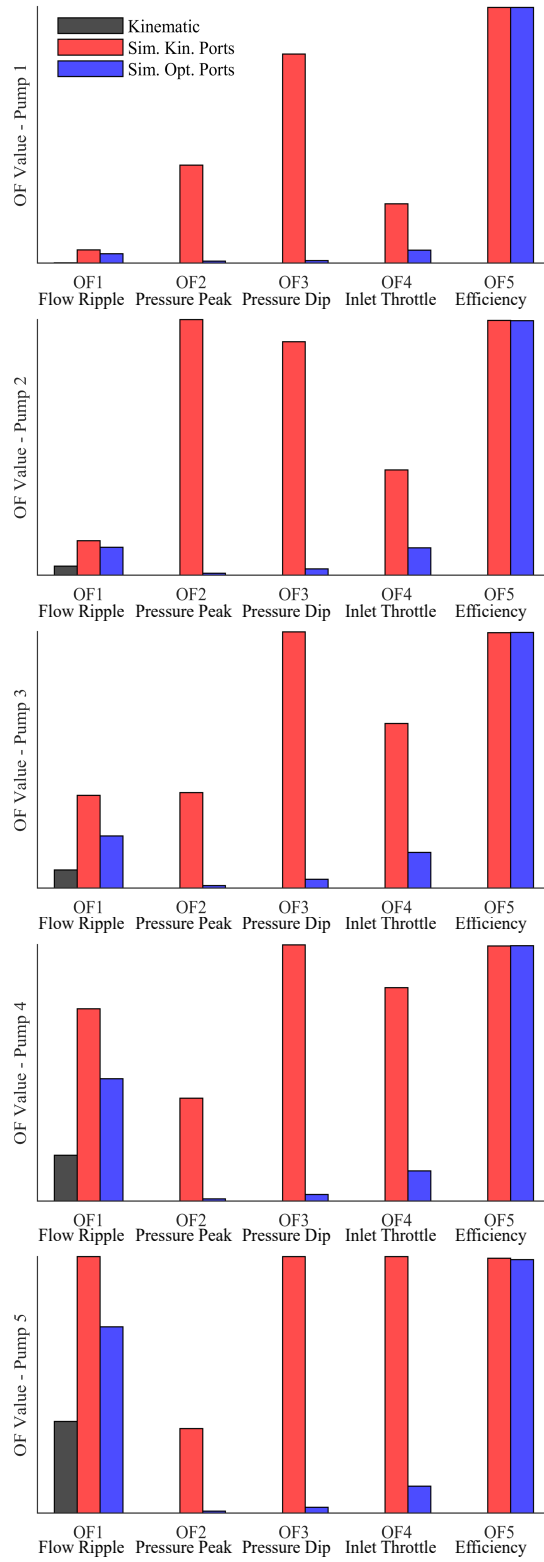 Kinematic
Sim. Kin. Ports
Sim. Opt. Ports
OF Value - Pump 1
OF1 OF2 OF3 OF4 OF5
Flow Ripple Pressure Peak Pressure Dip Inlet Throttle Efficiency
OF Value - Pump 2
OF1 OF2 OF3 OF4 OF5
Flow Ripple Pressure Peak Pressure Dip Inlet Throttle Efficiency
OF Value - Pump 3
OF1 OF2 OF3 OF4 OF5
Flow Ripple Pressure Peak Pressure Dip Inlet Throttle Efficiency
OF Value - Pump 4
OF1 OF2 OF3 OF4 OF5
Flow Ripple Pressure Peak Pressure Dip Inlet Throttle Efficiency
OF Value - Pump 5
OF1 OF2 OF3 OF4 OF5
Flow Ripple Pressure Peak Pressure Dip Inlet Throttle Efficiency